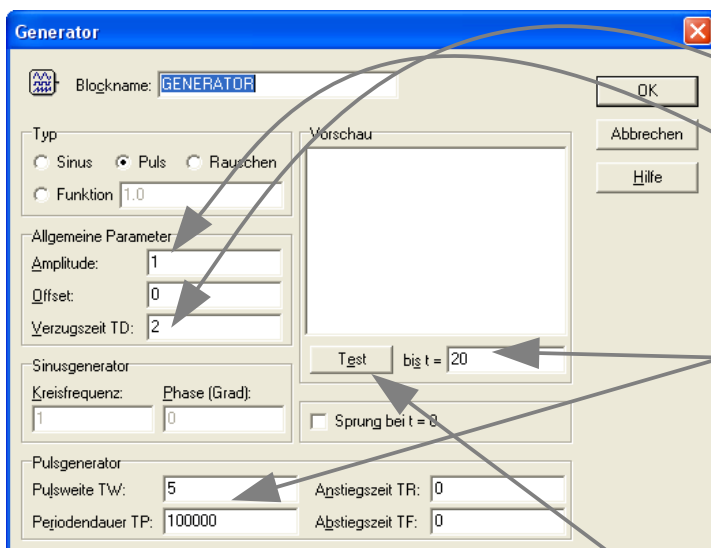 Generator
Blockname: GENERATOR
OK
Abbrechen
Hilfe
Typ
Sinus Puls Rauschen
Funktion 1.0
Vorschau
Allgemeine Parameter
Amplitude: 1
Offset: 0
Verzugszeit TD: 2
Test bis t = 20
Sinusgenerator
Kreisfrequenz: Phase (Grad):
1 0
Sprung bei t = 0
Pulsgenerator
Pulsweite TW: 5 Anstiegszeit TR: 0
Periodendauer TP: 100000 Abstiegszeit TF: 0